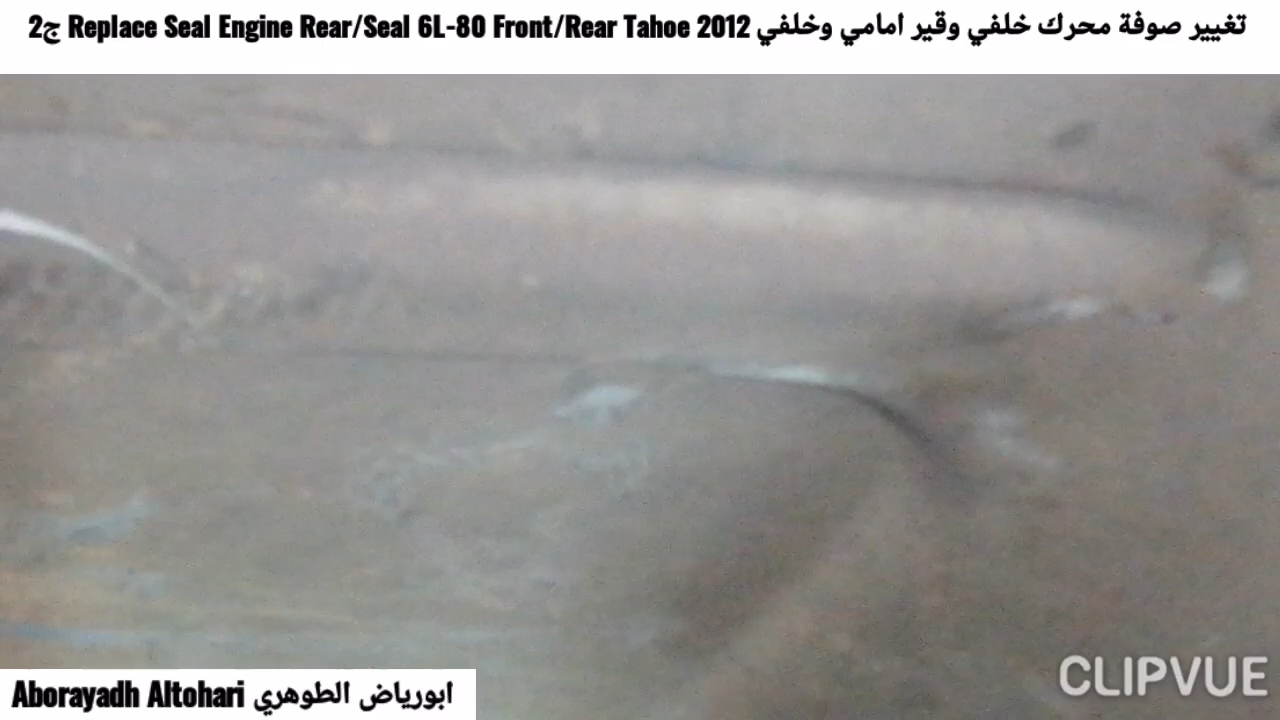 تغيير صوفة محرك خلفي وقير امامي وخلفي Replace Seal Engine Rear/Seal 6L-80 Front/Rear Tahoe 2012 ج2
Aborayadh Altohari ابورياض الطوهري
CLIPVUE